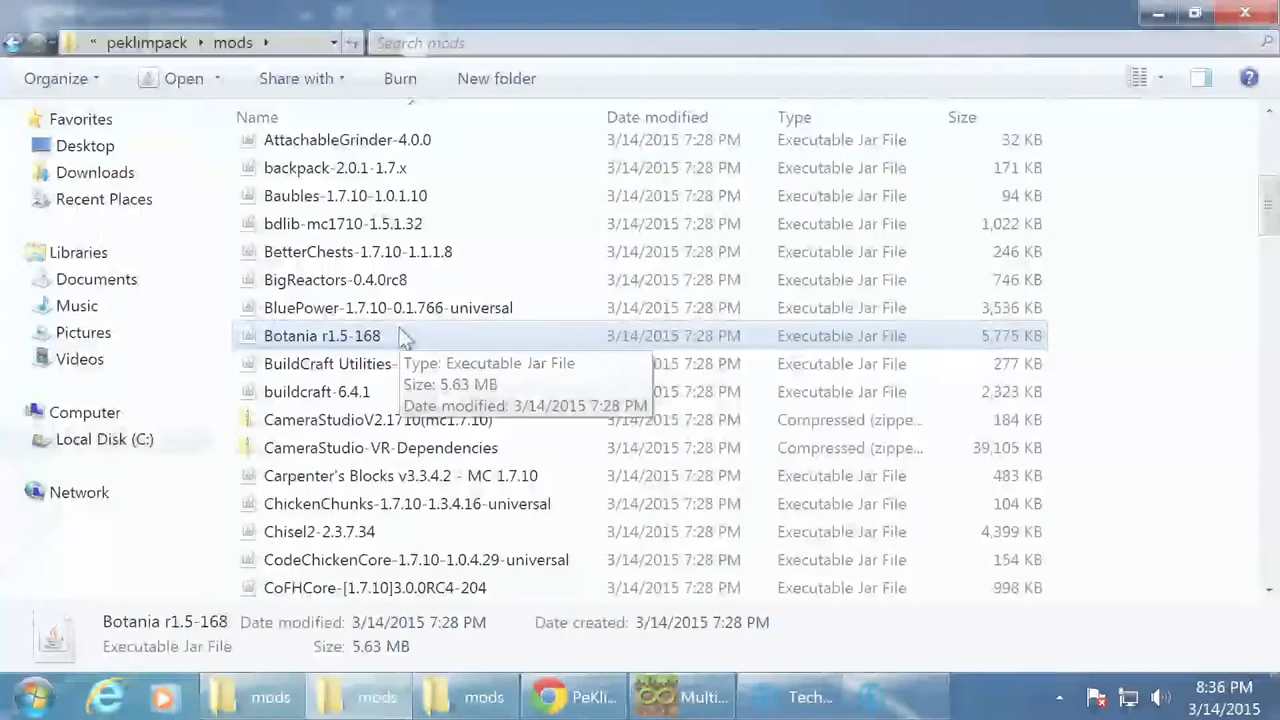 « peklimpack › mods ›
Search mods
Organize Open Share with Burn New folder
Name Date modified Type Size
AttachableGrinder-4.0.0 3/14/2015 7:28 PM Executable Jar File 32 KB
backpack-2.0.1-1.7.x 3/14/2015 7:28 PM Executable Jar File 171 KB
Baubles-1.7.10-1.0.1.10 3/14/2015 7:28 PM Executable Jar File 94 KB
bdlib-mc1710-1.5.1.32 3/14/2015 7:28 PM Executable Jar File 1,022 KB
BetterChests-1.7.10-1.1.1.8 3/14/2015 7:28 PM Executable Jar File 246 KB
BigReactors-0.4.0rc8 3/14/2015 7:28 PM Executable Jar File 746 KB
BluePower-1.7.10-0.1.766-universal 3/14/2015 7:28 PM Executable Jar File 3,536 KB
Botania r1.5-168 3/14/2015 7:28 PM Executable Jar File 5,775 KB
BuildCraft Utilities- 3/14/2015 7:28 PM Executable Jar File 277 KB
buildcraft-6.4.1 3/14/2015 7:28 PM Executable Jar File 2,323 KB
CameraStudioV2.1710(mc1.7.10) 3/14/2015 7:28 PM Compressed (zippe... 184 KB
CameraStudio-VR-Dependencies 3/14/2015 7:28 PM Compressed (zippe... 39,105 KB
Carpenter's Blocks v3.3.4.2 - MC 1.7.10 3/14/2015 7:28 PM Executable Jar File 483 KB
ChickenChunks-1.7.10-1.3.4.16-universal 3/14/2015 7:28 PM Executable Jar File 104 KB
Chisel2-2.3.7.34 3/14/2015 7:28 PM Executable Jar File 4,399 KB
CodeChickenCore-1.7.10-1.0.4.29-universal 3/14/2015 7:28 PM Executable Jar File 154 KB
CoFHCore-[1.7.10]3.0.0RC4-204 3/14/2015 7:28 PM Executable Jar File 998 KB
Type: Executable Jar File
Size: 5.63 MB
Date modified: 3/14/2015 7:28 PM
Favorites
Desktop
Downloads
Recent Places
Libraries
Documents
Music
Pictures
Videos
Computer
Local Disk (C:)
Network
Botania r1.5-168 Date modified: 3/14/2015 7:28 PM Date created: 3/14/2015 7:28 PM
Executable Jar File Size: 5.63 MB
mods mods mods PeKli... Multi... Tech...
8:36 PM
3/14/2015